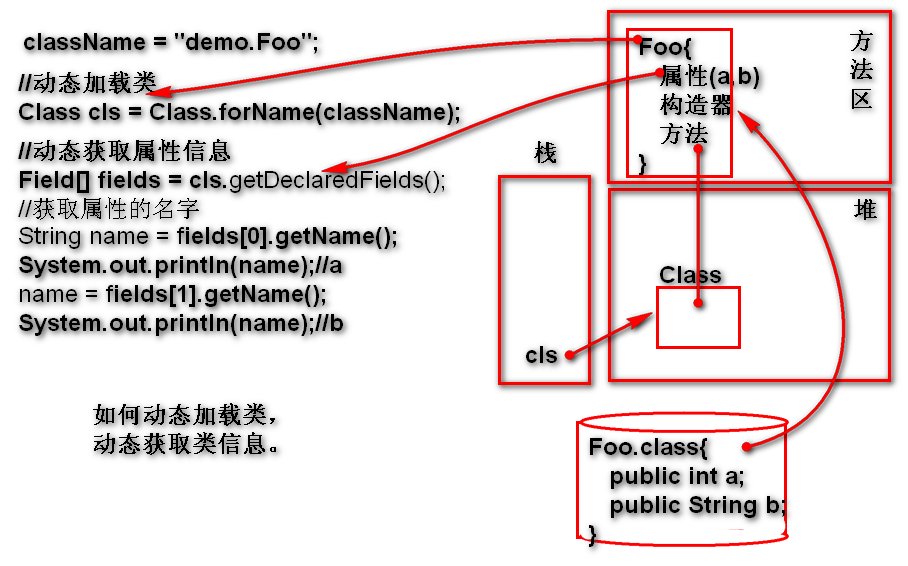 className = "demo.Foo";
//动态加载类
Class cls = Class.forName(className);
//动态获取属性信息
Field[] fields = cls.getDeclaredFields();
//获取属性的名字
String name = fields[0].getName();
System.out.println(name);//a
name = fields[1].getName();
System.out.println(name);//b
如何动态加载类，
动态获取类信息。
方法区
Foo{
属性(a,b)
构造器
方法
}
栈
cls
堆
Class
Foo.class{
public int a;
public String b;
}